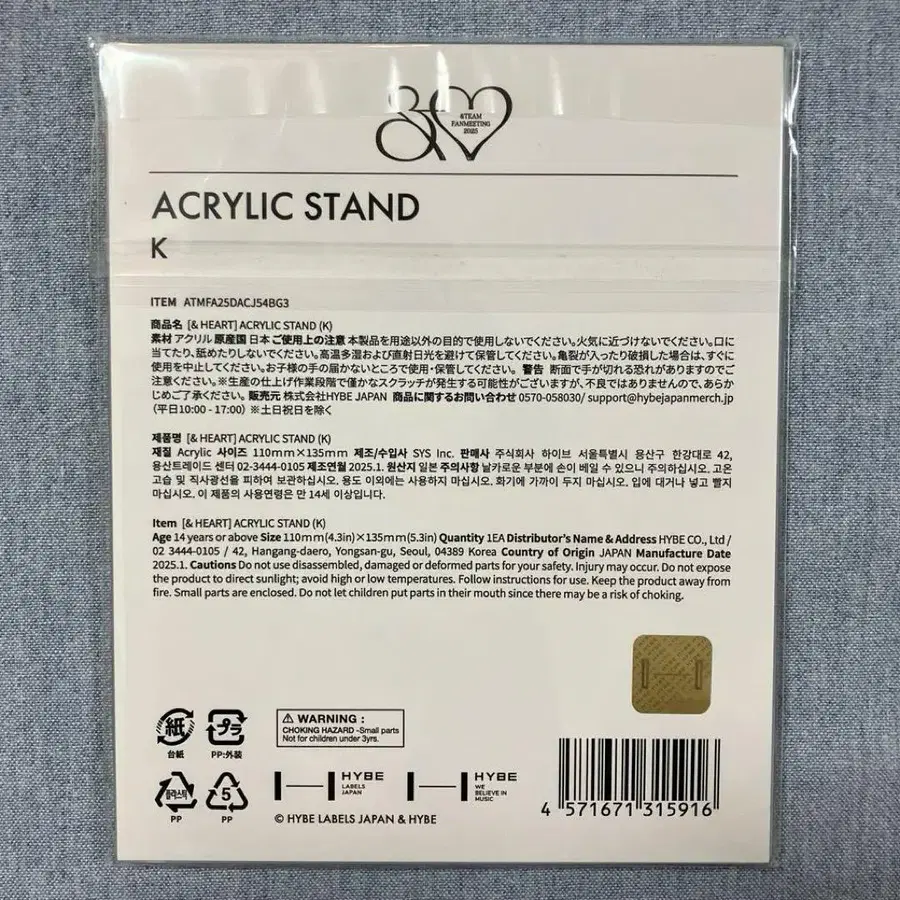 &TEAM
FANMEETING
2025
ACRYLIC STAND
K
ITEM ATMFA25DACJ54BG3
商品名 [& HEART] ACRYLIC STAND (K)
素材 アクリル 原産国 日本 ご使用上の注意 本製品を用途以外の目的で使用しないでください。火気に近づけないでください。口に
当てたり、舐めたりしないでください。高温多湿および直射日光を避けて保管してください。亀裂が入ったり破損した場合は、すぐに
使用を中止してください。お子様の手の届かないところで使用・保管してください。 警告 断面で手が切れる恐れがありますのでご
注意ください。※生産の仕上げ作業段階で僅かなスクラッチが発生する可能性がございますが、不良ではありませんので、あらか
じめご了承ください。 販売元 株式会社HYBE JAPAN 商品に関するお問い合わせ 0570-058030/ support@hybejapanmerch.jp
(平日10:00 - 17:00) ※土日祝日を除く
제품명 [& HEART] ACRYLIC STAND (K)
재질 Acrylic 사이즈 110mm×135mm 제조/수입사 SYS Inc. 판매사 주식회사 하이브 서울특별시 용산구 한강대로 42,
용산트레이드 센터 02-3444-0105 제조연월 2025.1. 원산지 일본 주의사항 날카로운 부분에 손이 베일 수 있으니 주의하십시오. 고온
고습 및 직사광선을 피하여 보관하십시오. 용도 이외에는 사용하지 마십시오. 화기에 가까이 두지 마십시오. 입에 대거나 넣고 빨지
마십시오. 이 제품의 사용연령은 만 14세 이상입니다.
Item [& HEART] ACRYLIC STAND (K)
Age 14 years or above Size 110mm(4.3in)×135mm(5.3in) Quantity 1EA Distributor's Name & Address HYBE CO., Ltd /
02 3444-0105 / 42, Hangang-daero, Yongsan-gu, Seoul, 04389 Korea Country of Origin JAPAN Manufacture Date
2025.1. Cautions Do not use disassembled, damaged or deformed parts for your safety. Injury may occur. Do not expose
the product to direct sunlight; avoid high or low temperatures. Follow instructions for use. Keep the product away from
fire. Small parts are enclosed. Do not let children put parts in their mouth since there may be a risk of choking.
紙
台紙
プラ
PP:外装
⚠ WARNING :
CHOKING HAZARD -Small parts
Not for children under 3yrs.
플라스틱
PP
5
PP
HYBE
LABELS
JAPAN
HYBE
WE
BELIEVE IN
MUSIC
© HYBE LABELS JAPAN & HYBE
4 571671 315916